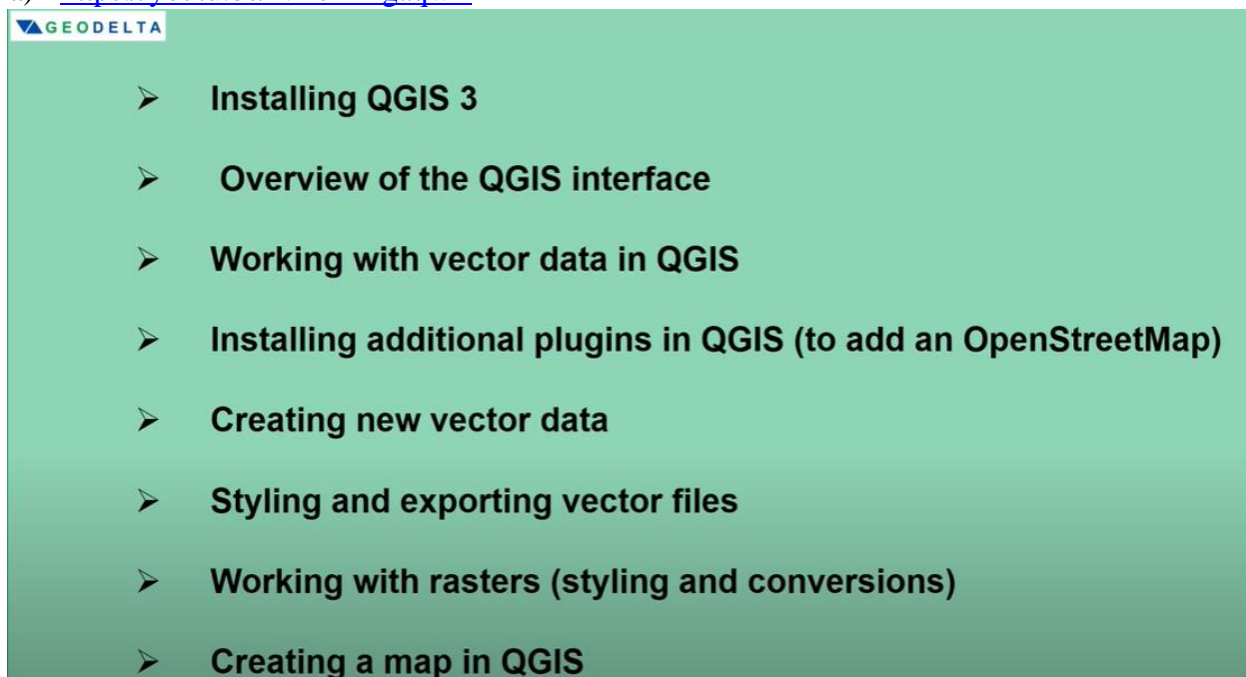 GEODELTA
➢ Installing QGIS 3
➢ Overview of the QGIS interface
➢ Working with vector data in QGIS
➢ Installing additional plugins in QGIS (to add an OpenStreetMap)
➢ Creating new vector data
➢ Styling and exporting vector files
➢ Working with rasters (styling and conversions)
➢ Creating a map in QGIS